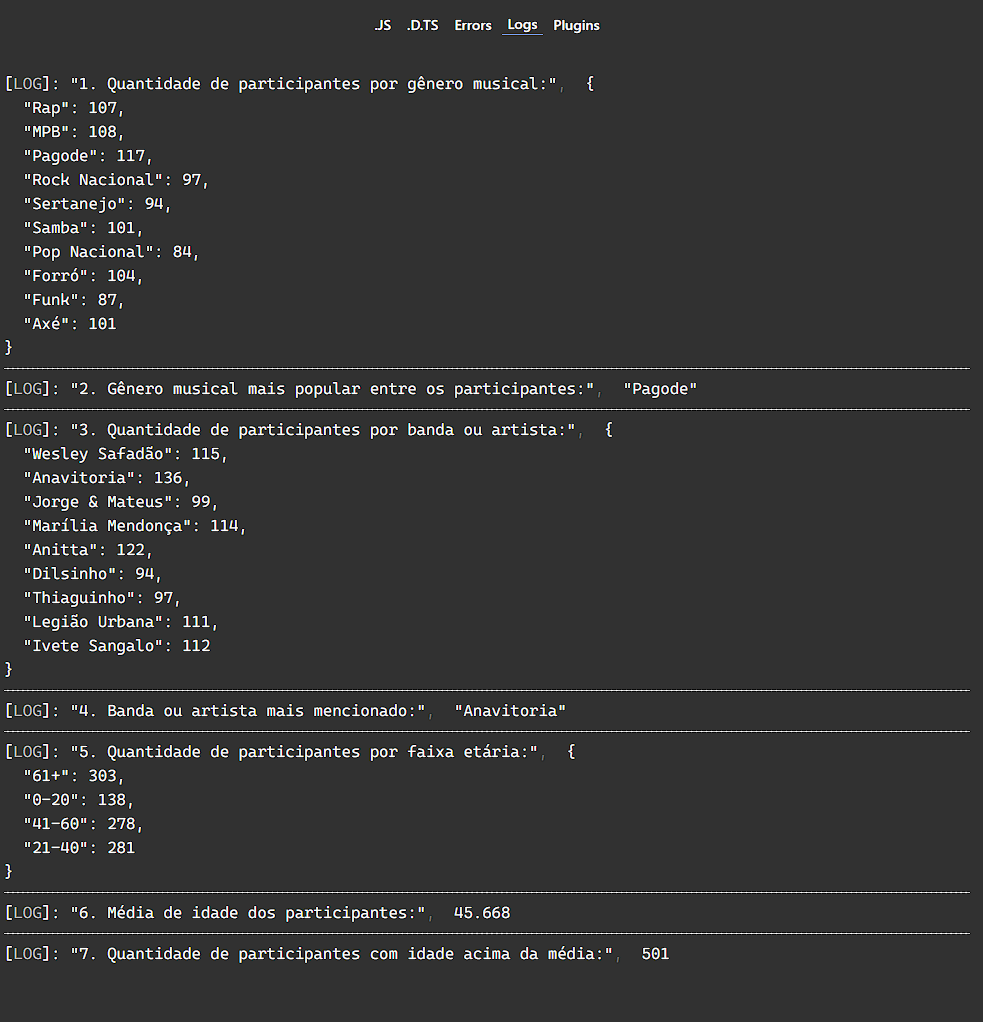 .JS .D.TS Errors Logs Plugins
[LOG]: "1. Quantidade de participantes por gênero musical:",  {
  "Rap": 107,
  "MPB": 108,
  "Pagode": 117,
  "Rock Nacional": 97,
  "Sertanejo": 94,
  "Samba": 101,
  "Pop Nacional": 84,
  "Forró": 104,
  "Funk": 87,
  "Axé": 101
}
[LOG]: "2. Gênero musical mais popular entre os participantes:",  "Pagode"
[LOG]: "3. Quantidade de participantes por banda ou artista:",  {
  "Wesley Safadão": 115,
  "Anavitoria": 136,
  "Jorge & Mateus": 99,
  "Marília Mendonça": 114,
  "Anitta": 122,
  "Dilsinho": 94,
  "Thiaguinho": 97,
  "Legião Urbana": 111,
  "Ivete Sangalo": 112
}
[LOG]: "4. Banda ou artista mais mencionado:",  "Anavitoria"
[LOG]: "5. Quantidade de participantes por faixa etária:",  {
  "61+": 303,
  "0-20": 138,
  "41-60": 278,
  "21-40": 281
}
[LOG]: "6. Média de idade dos participantes:",  45.668
[LOG]: "7. Quantidade de participantes com idade acima da média:",  501